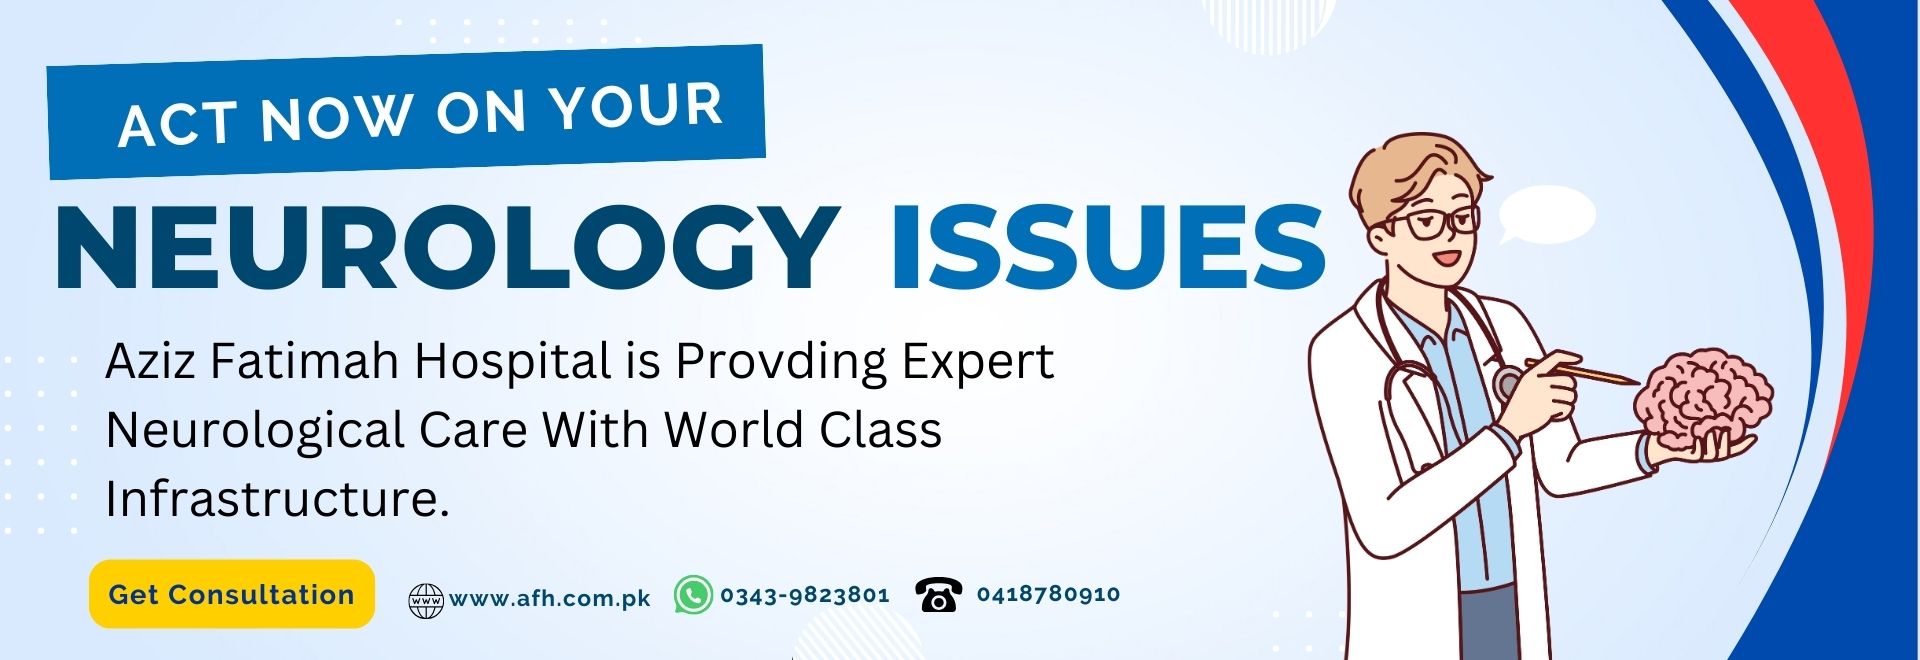 ACT NOW ON YOUR
NEUROLOGY ISSUES
Aziz Fatimah Hospital is Provding Expert
Neurological Care With World Class
Infrastructure.
Get Consultation
WWW www.afh.com.pk 0343-9823801 0418780910